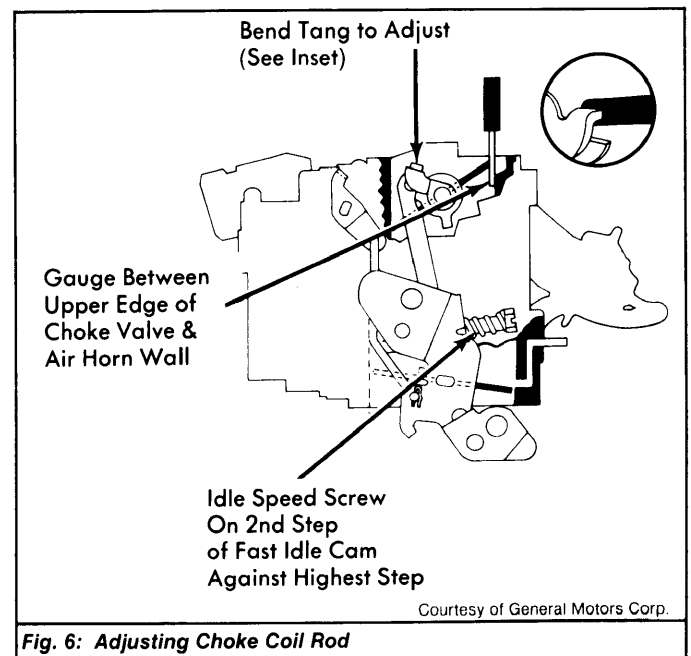 Bend Tang to Adjust
(See Inset)
Gauge Between
Upper Edge of
Choke Valve &
Air Horn Wall
Idle Speed Screw
On 2nd Step
of Fast Idle Cam
Against Highest Step
Courtesy of General Motors Corp.
Fig. 6: Adjusting Choke Coil Rod